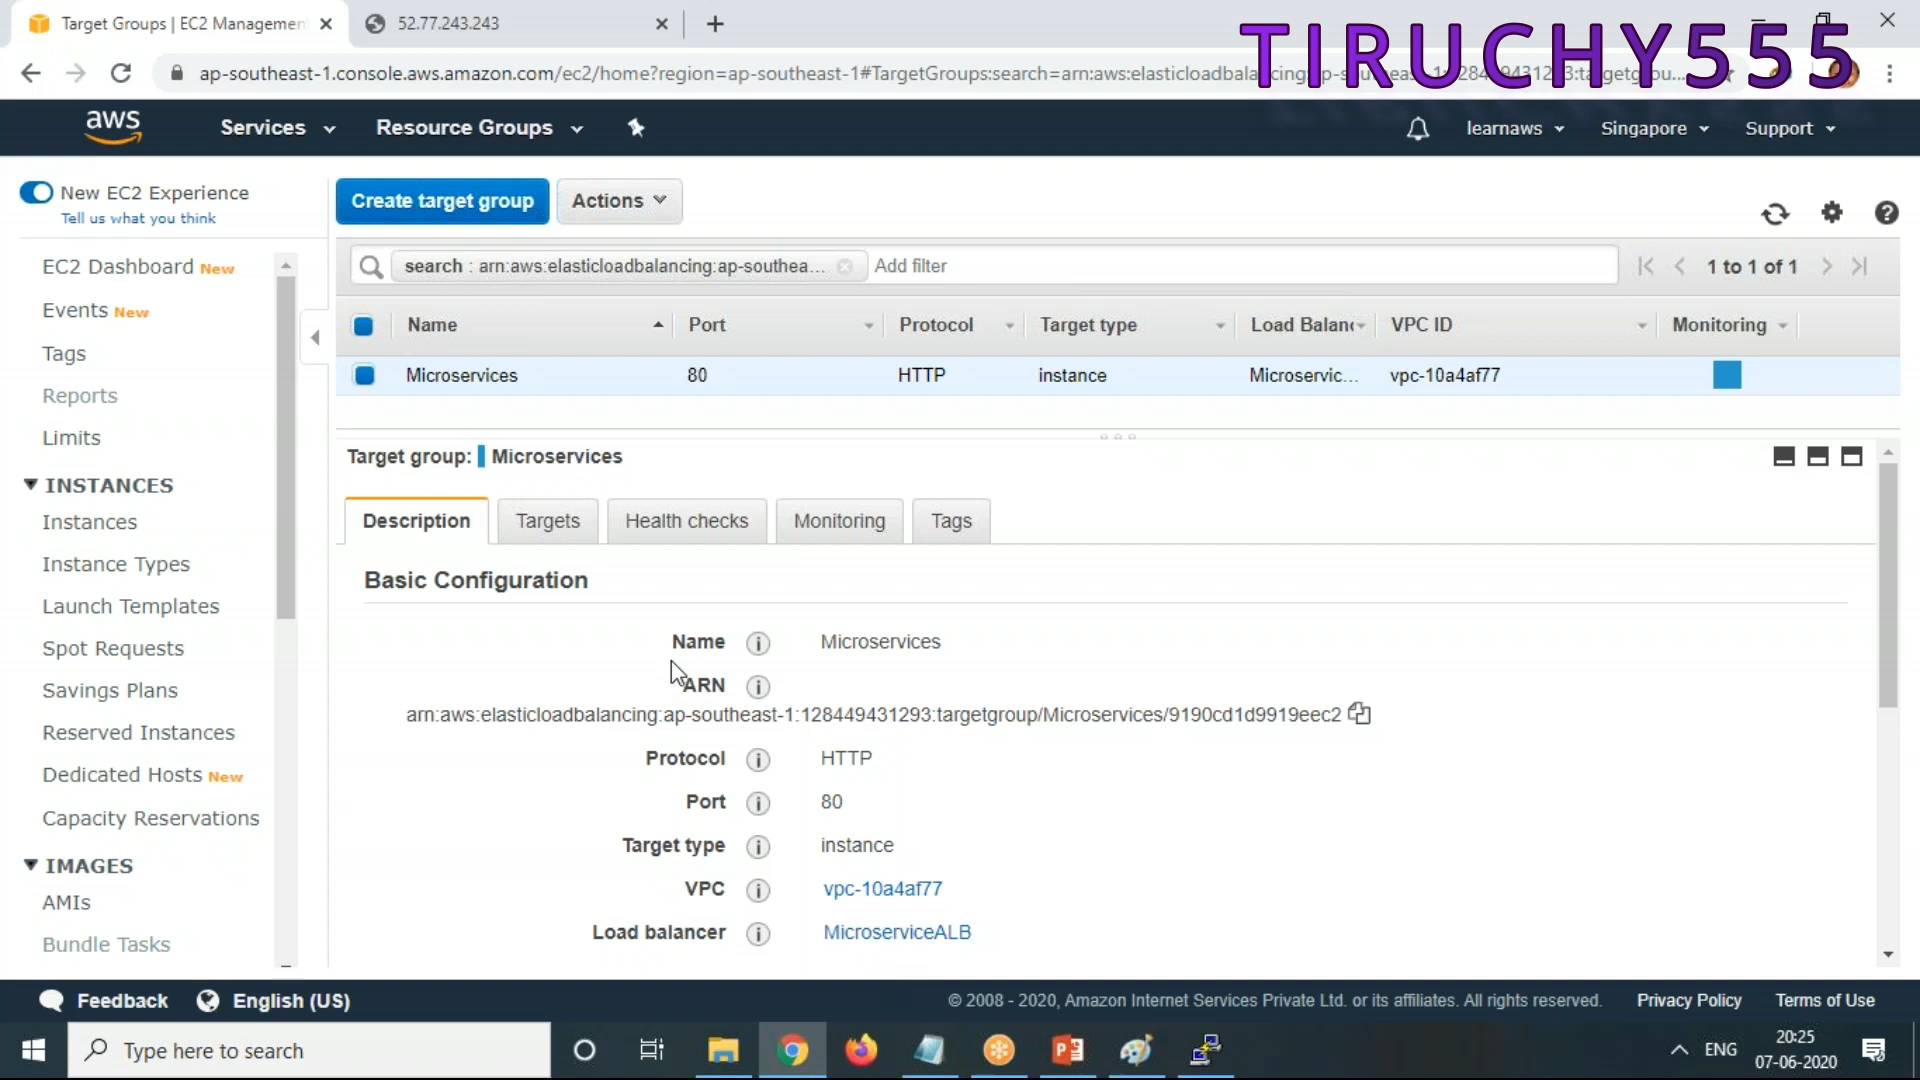 Target Groups | EC2 Managemen
52.77.243.243
TIRUCHY555
ap-southeast-1.console.aws.amazon.com/ec2/home?region=ap-southeast-1#TargetGroups:search=arn:aws:elasticloadbalancing:
aws
Services
Resource Groups
learnaws
Singapore
Support
New EC2 Experience
Tell us what you think
Create target group
Actions
search : arn:aws:elasticloadbalancing:ap-southea...
Add filter
1 to 1 of 1
EC2 Dashboard New
Events New
Tags
Reports
Limits
INSTANCES
Instances
Instance Types
Launch Templates
Spot Requests
Savings Plans
Reserved Instances
Dedicated Hosts New
Capacity Reservations
IMAGES
AMIs
Bundle Tasks
Name Port Protocol Target type Load Balanc VPC ID Monitoring
Microservices 80 HTTP instance Microservic... vpc-10a4af77
Target group: Microservices
Description Targets Health checks Monitoring Tags
Basic Configuration
Name Microservices
ARN
arn:aws:elasticloadbalancing:ap-southeast-1:128449431293:targetgroup/Microservices/9190cd1d9919eec2
Protocol HTTP
Port 80
Target type instance
VPC vpc-10a4af77
Load balancer MicroserviceALB
Feedback
English (US)
© 2008 - 2020, Amazon Internet Services Private Ltd. or its affiliates. All rights reserved.
Privacy Policy
Terms of Use
Type here to search
ENG
20:25
07-06-2020